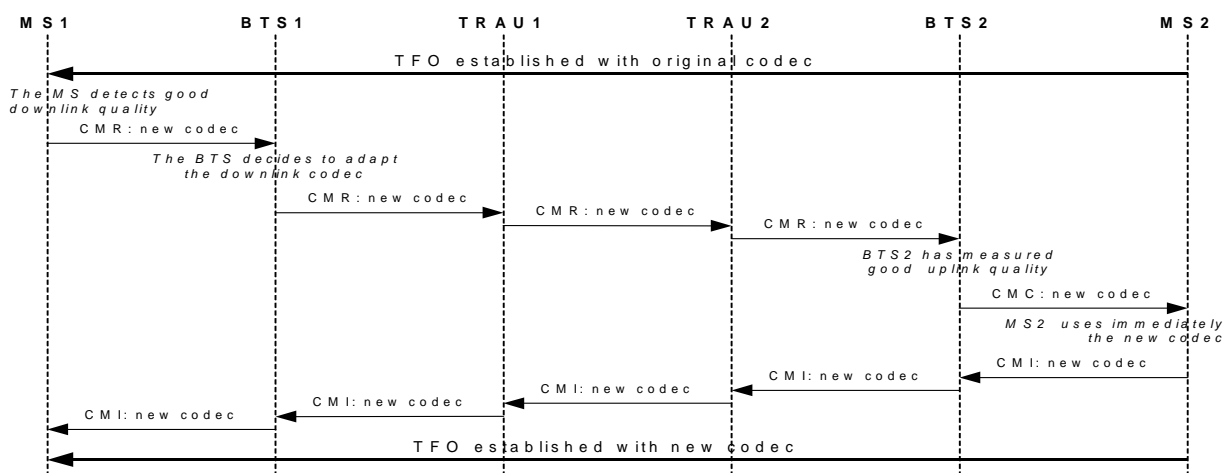 MS1 BTS1 TRAU1 TRAU2 BTS2 MS2
TFO established with original codec
The MS detects good
downlink quality
CMR: new codec
The BTS decides to adapt
the downlink codec
CMR: new codec
CMR: new codec
CMR: new codec
BTS2 has measured
good uplink quality
CMC: new codec
MS2 uses immediately
the new codec
CMI: new codec
CMI: new codec
CMI: new codec
CMI: new codec
CMI: new codec
TFO established with new codec